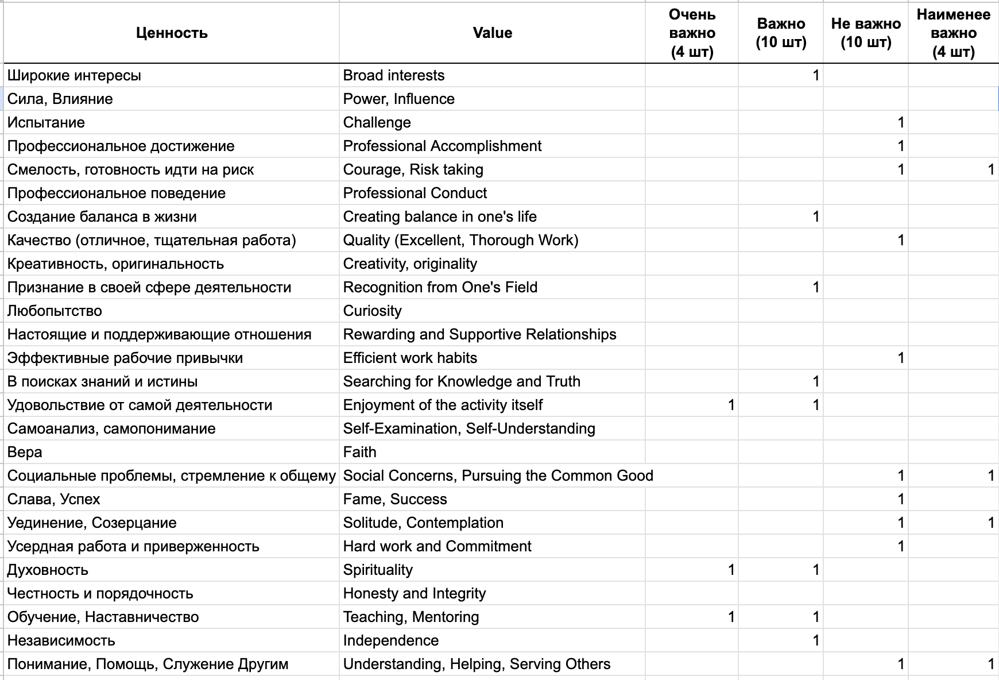 Ценность Value Очень важно (4 шт) Важно (10 шт) Не важно (10 шт) Наименее важно (4 шт)
Широкие интересы Broad interests 1
Сила, Влияние Power, Influence
Испытание Challenge 1
Профессиональное достижение Professional Accomplishment 1
Смелость, готовность идти на риск Courage, Risk taking 1 1
Профессиональное поведение Professional Conduct
Создание баланса в жизни Creating balance in one's life 1
Качество (отличное, тщательная работа) Quality (Excellent, Thorough Work) 1
Креативность, оригинальность Creativity, originality
Признание в своей сфере деятельности Recognition from One's Field 1
Любопытство Curiosity
Настоящие и поддерживающие отношения Rewarding and Supportive Relationships
Эффективные рабочие привычки Efficient work habits 1
В поисках знаний и истины Searching for Knowledge and Truth 1
Удовольствие от самой деятельности Enjoyment of the activity itself 1 1
Самоанализ, самопонимание Self-Examination, Self-Understanding
Вера Faith
Социальные проблемы, стремление к общему Social Concerns, Pursuing the Common Good 1 1
Слава, Успех Fame, Success 1
Уединение, Созерцание Solitude, Contemplation 1 1
Усердная работа и приверженность Hard work and Commitment 1
Духовность Spirituality 1 1
Честность и порядочность Honesty and Integrity
Обучение, Наставничество Teaching, Mentoring 1 1
Независимость Independence 1
Понимание, Помощь, Служение Другим Understanding, Helping, Serving Others 1 1